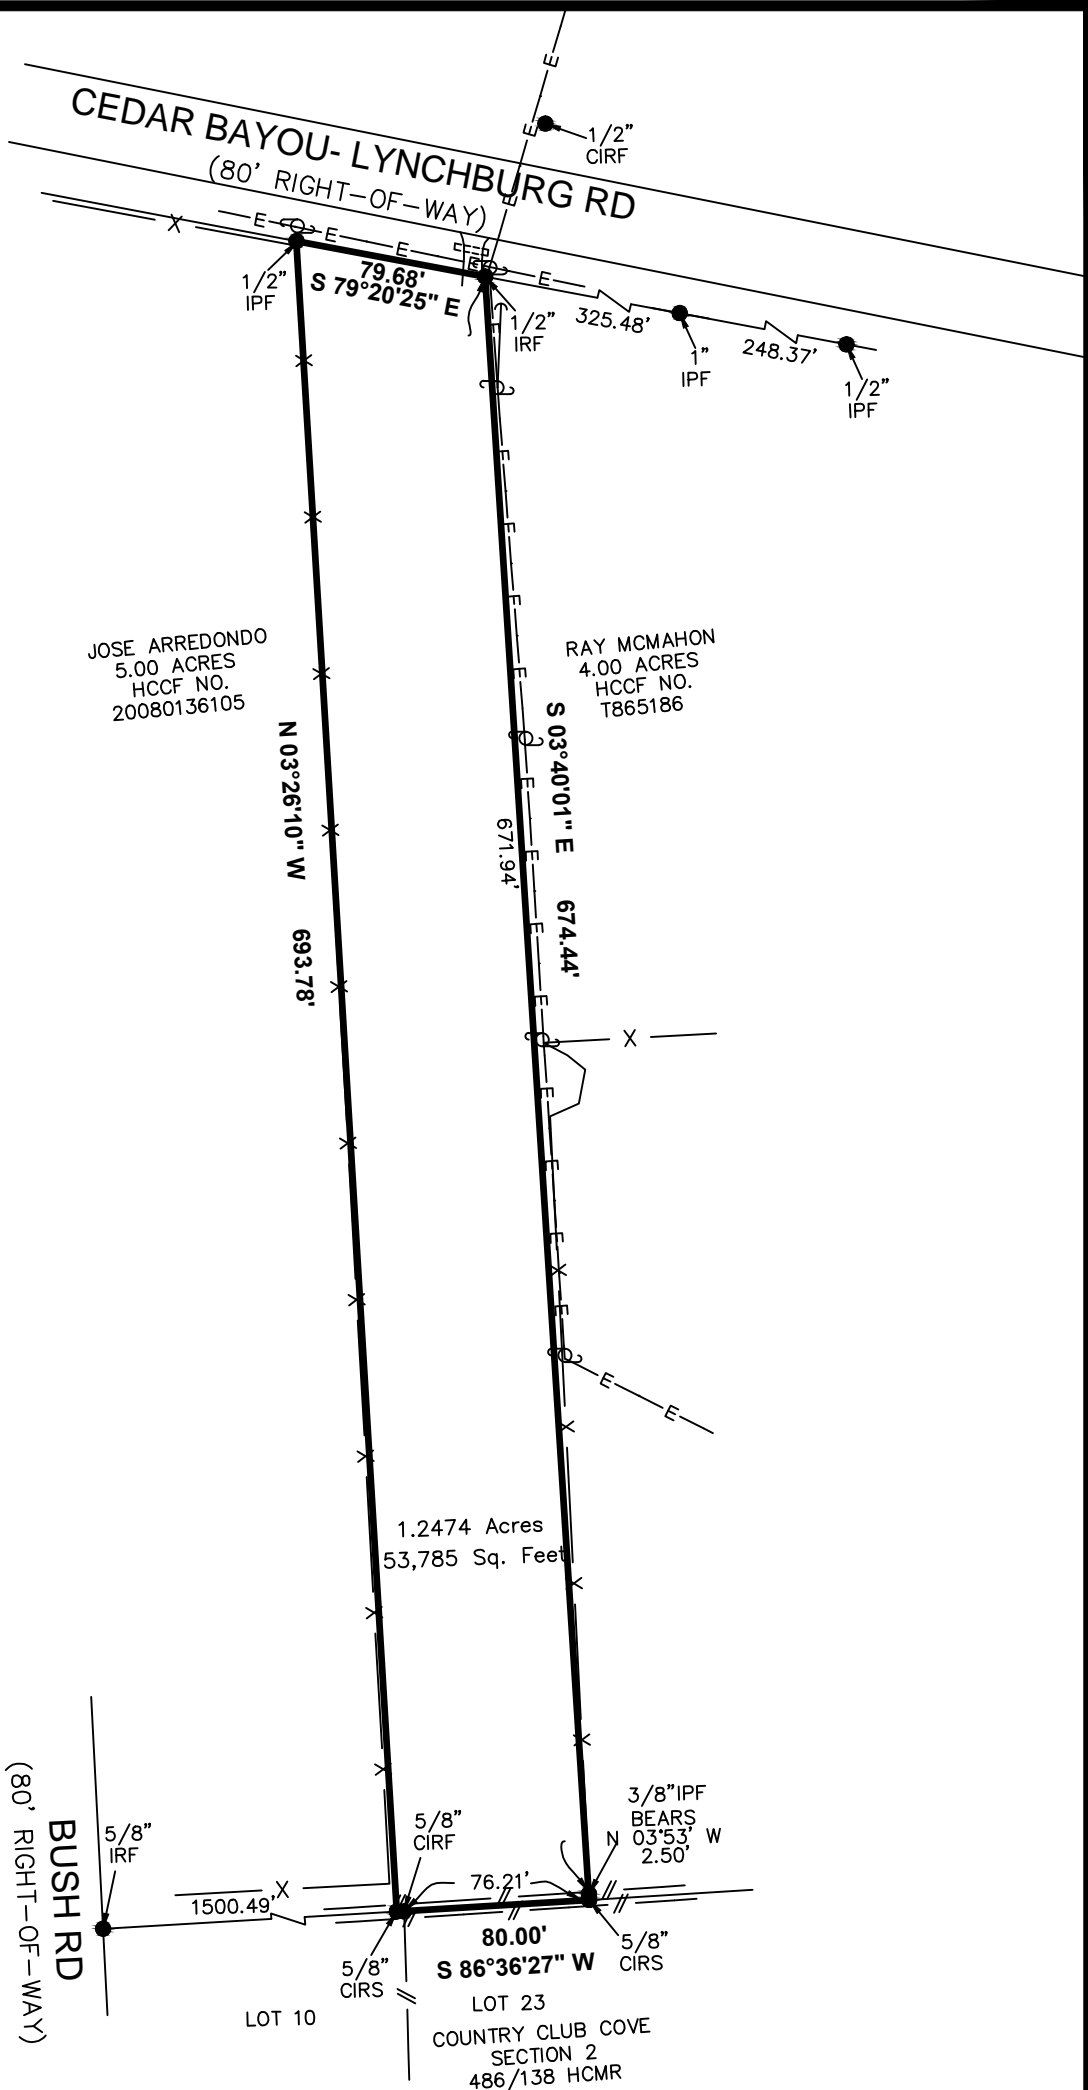 CEDAR BAYOU- LYNCHBURG RD
(80' RIGHT-OF-WAY)
E
E
E
1/2"
CIRF
X
E
E
E
E
E
1/2"
IPF
79.68'
S 79°20'25" E
1/2"
IRF
325.48'
1"
IPF
248.37'
1/2"
IPF
JOSE ARREDONDO
5.00 ACRES
HCCF NO.
20080136105
RAY MCMAHON
4.00 ACRES
HCCF NO.
T865186
N 03°26'10" W 693.78'
671.94'
S 03°40'01" E 674.44'
X
E
E
1.2474 Acres
53,785 Sq. Feet
BUSH RD
(80' RIGHT-OF-WAY)
5/8"
IRF
X
1500.49'
5/8"
CIRF
76.21'
3/8"IPF
BEARS
N 03°53' W
2.50'
80.00'
S 86°36'27" W
5/8"
CIRS
5/8"
CIRS
LOT 10
LOT 23
COUNTRY CLUB COVE
SECTION 2
486/138 HCMR